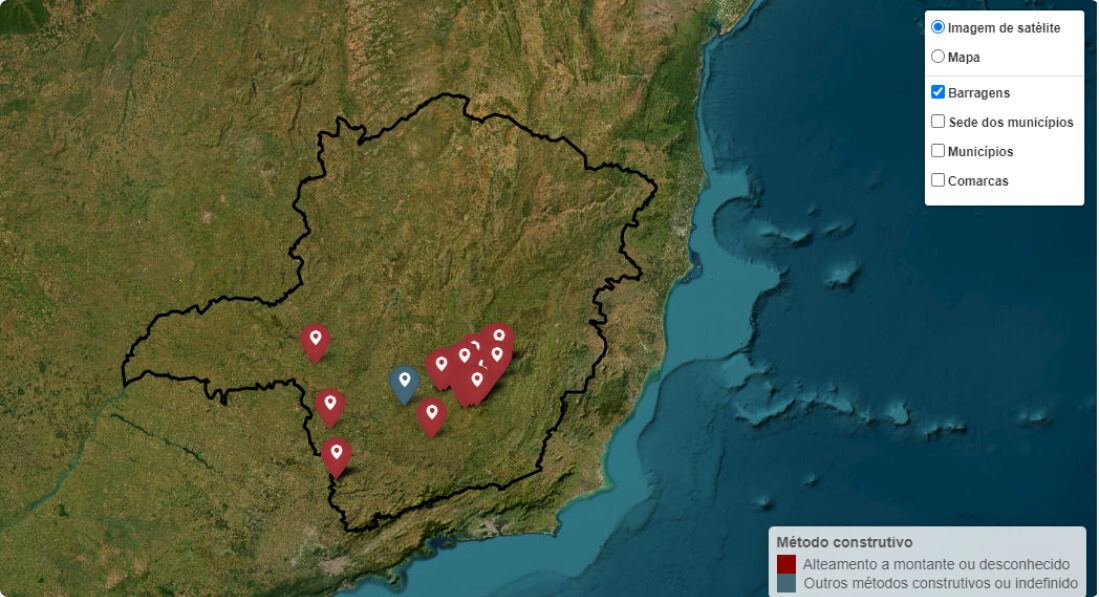 Imagem de satélite
Mapa
Barragens
Sede dos municípios
Municípios
Comarcas
Método construtivo
Alteamento a montante ou desconhecido
Outros métodos construtivos ou indefinido